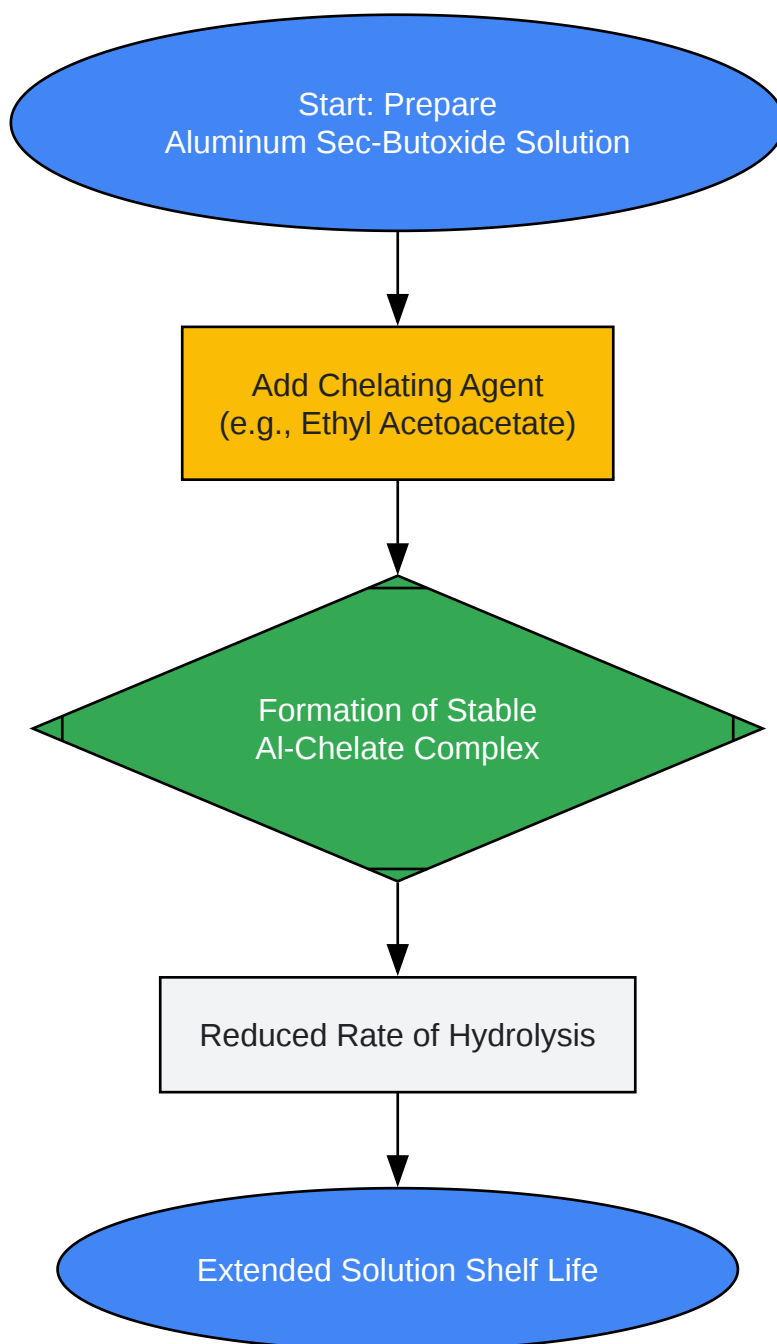 Start: Prepare
Aluminum Sec-Butoxide Solution
Add Chelating Agent
(e.g., Ethyl Acetoacetate)
Formation of Stable
Al-Chelate Complex
Reduced Rate of Hydrolysis
Extended Solution Shelf Life